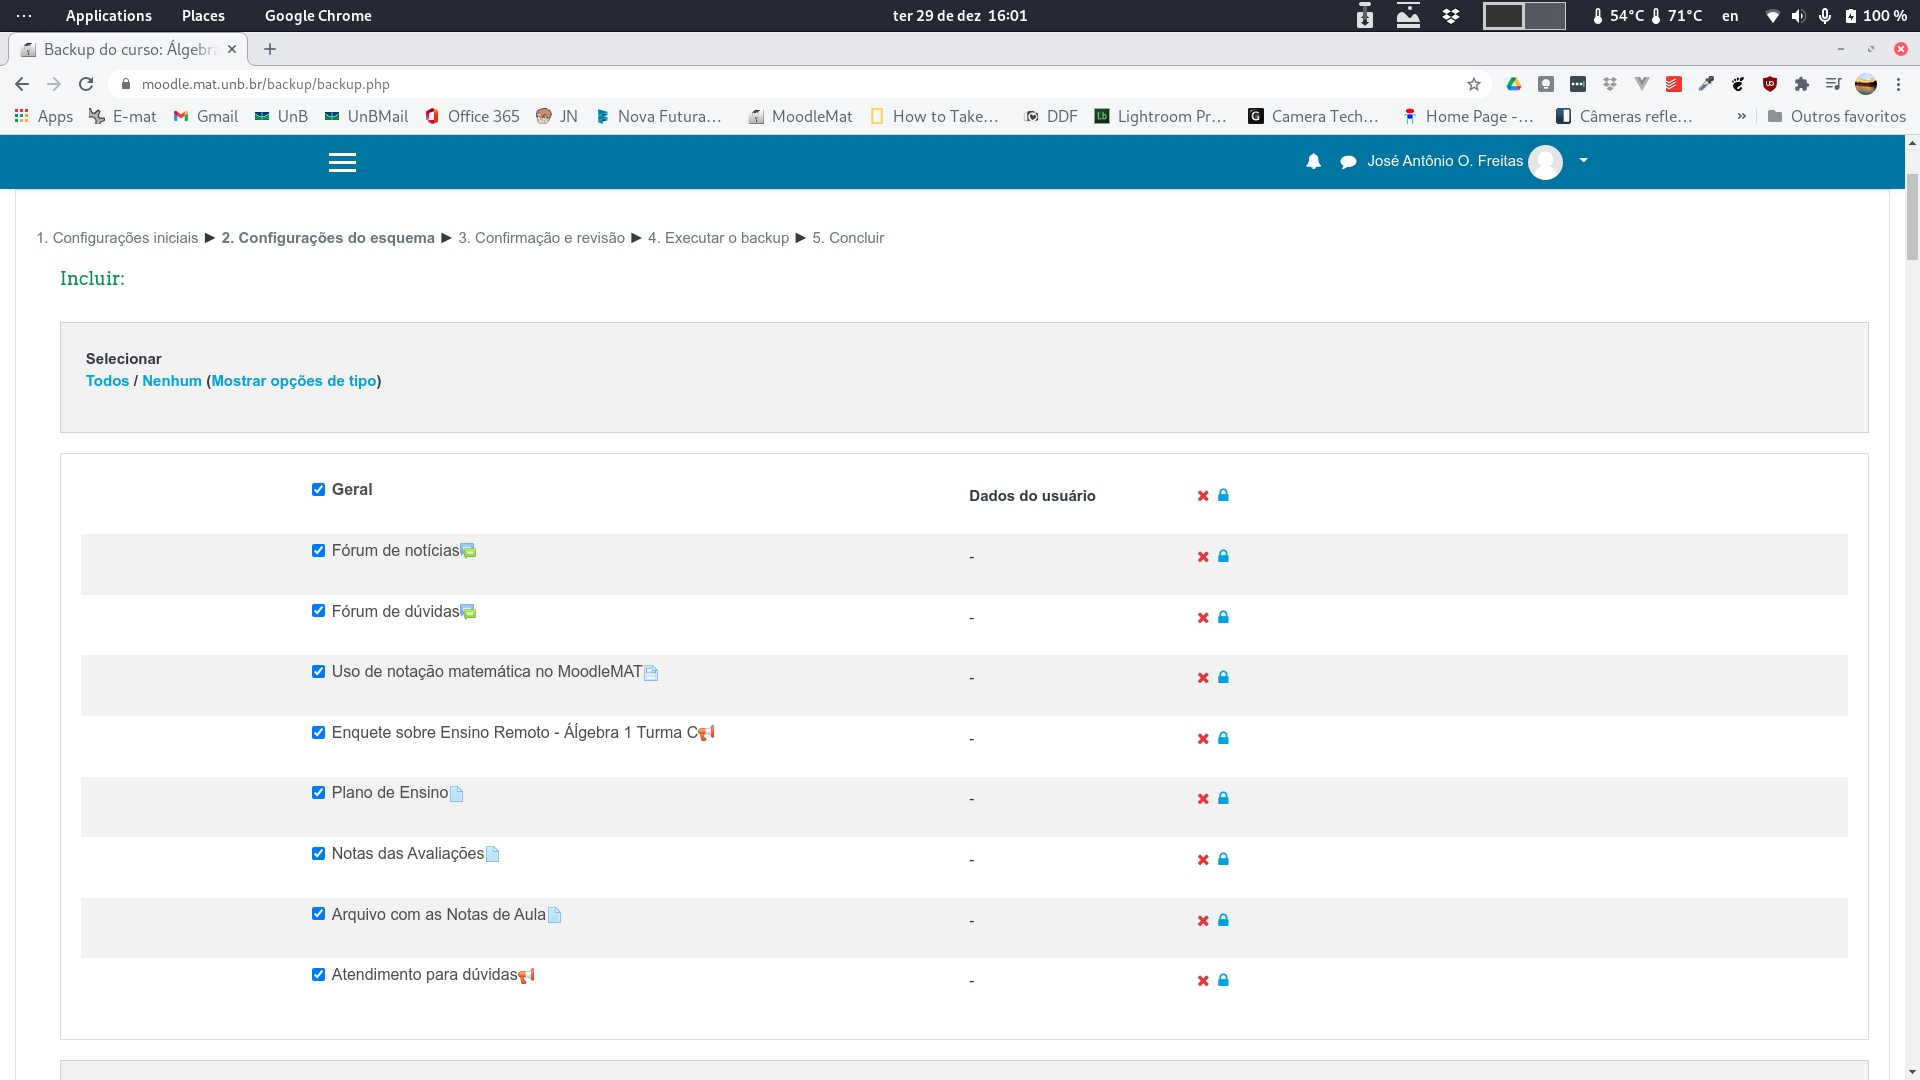 Applications Places Google Chrome ter 29 de dez 16:01 54°C 71°C en 100 %
Backup do curso: Álgebra
moodle.mat.unb.br/backup/backup.php
Apps E-mat Gmail UnB UnBMail Office 365 JN Nova Futura... MoodleMat How to Take... DDF Lightroom Pr... Camera Tech... Home Page -... Câmeras refle... » Outros favoritos
José Antônio O. Freitas
1. Configurações iniciais ► 2. Configurações do esquema ► 3. Confirmação e revisão ► 4. Executar o backup ► 5. Concluir
Incluir:
Selecionar
Todos / Nenhum (Mostrar opções de tipo)
Geral Dados do usuário
Fórum de notícias -
Fórum de dúvidas -
Uso de notação matemática no MoodleMAT -
Enquete sobre Ensino Remoto - ÁĺÍgebra 1 Turma C -
Plano de Ensino -
Notas das Avaliações -
Arquivo com as Notas de Aula -
Atendimento para dúvidas -